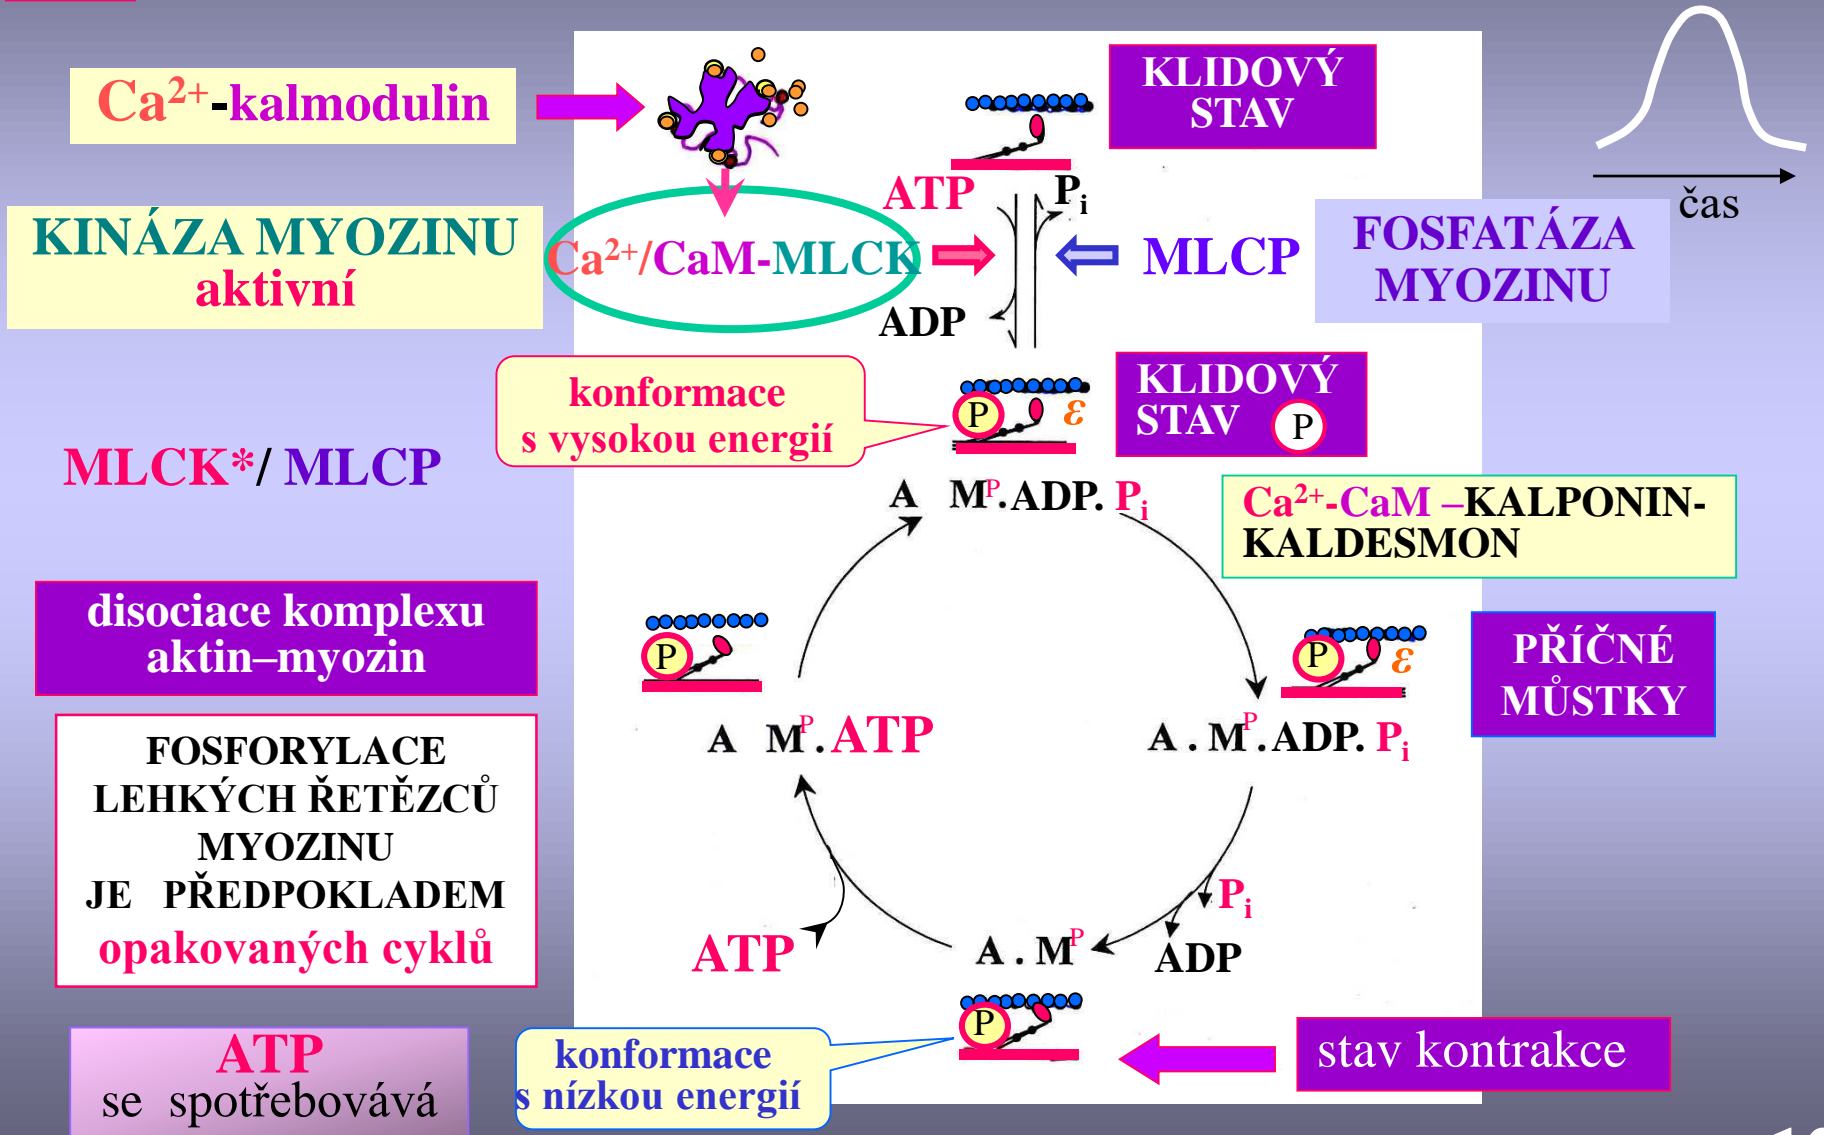 Ca²⁺-kalmodulin
KLIDOVÝ
STAV
čas
ATP
Pᵢ
KINÁZA MYOZINU
aktivní
Ca²⁺/CaM-MLCK
MLCP
FOSFATÁZA
MYOZINU
ADP
konformace
s vysokou energií
P
ε
KLIDOVÝ
STAV P
MLCK*/ MLCP
A Mᴾ.ADP. Pᵢ
Ca²⁺-CaM –KALPONIN-
KALDESMON
disociace komplexu
aktin–myozin
P
P
ε
PŘÍČNÉ
MŮSTKY
A Mᴾ.ATP
A . Mᴾ.ADP. Pᵢ
FOSFORYLACE
LEHKÝCH ŘETĚZCŮ
MYOZINU
JE PŘEDPOKLADEM
opakovaných cyklů
Pᵢ
ATP
A . Mᴾ
ADP
P
ATP
se spotřebovává
konformace
s nízkou energií
stav kontrakce